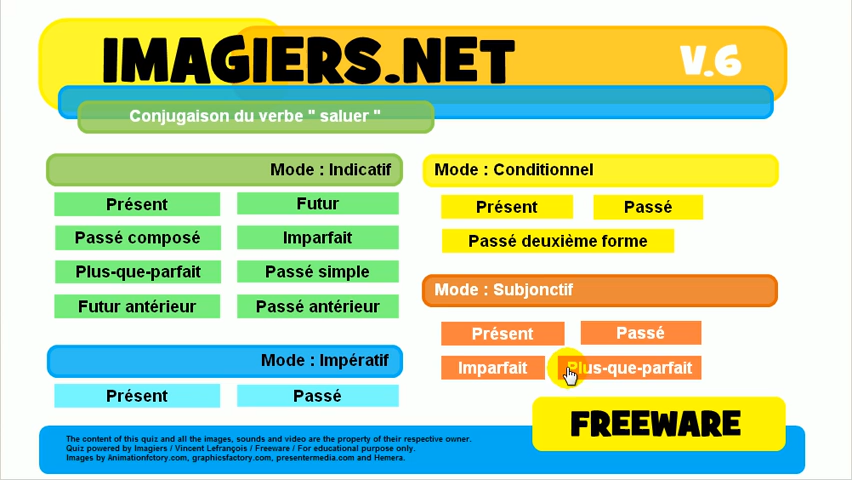 IMAGIERS.NET
V.6
Conjugaison du verbe " saluer "
Mode : Indicatif
Présent
Futur
Passé composé
Imparfait
Plus-que-parfait
Passé simple
Futur antérieur
Passé antérieur
Mode : Impératif
Présent
Passé
Mode : Conditionnel
Présent
Passé
Passé deuxième forme
Mode : Subjonctif
Présent
Passé
Imparfait
Plus-que-parfait
FREEWARE
The content of this quiz and all the images, sounds and video are the property of their respective owner.
Quiz powered by Imagiers / Vincent Lefrançois / Freeware / For educational purpose only.
Images by Animationfctory.com, graphicsfactory.com, presentermedia.com and Hemera.